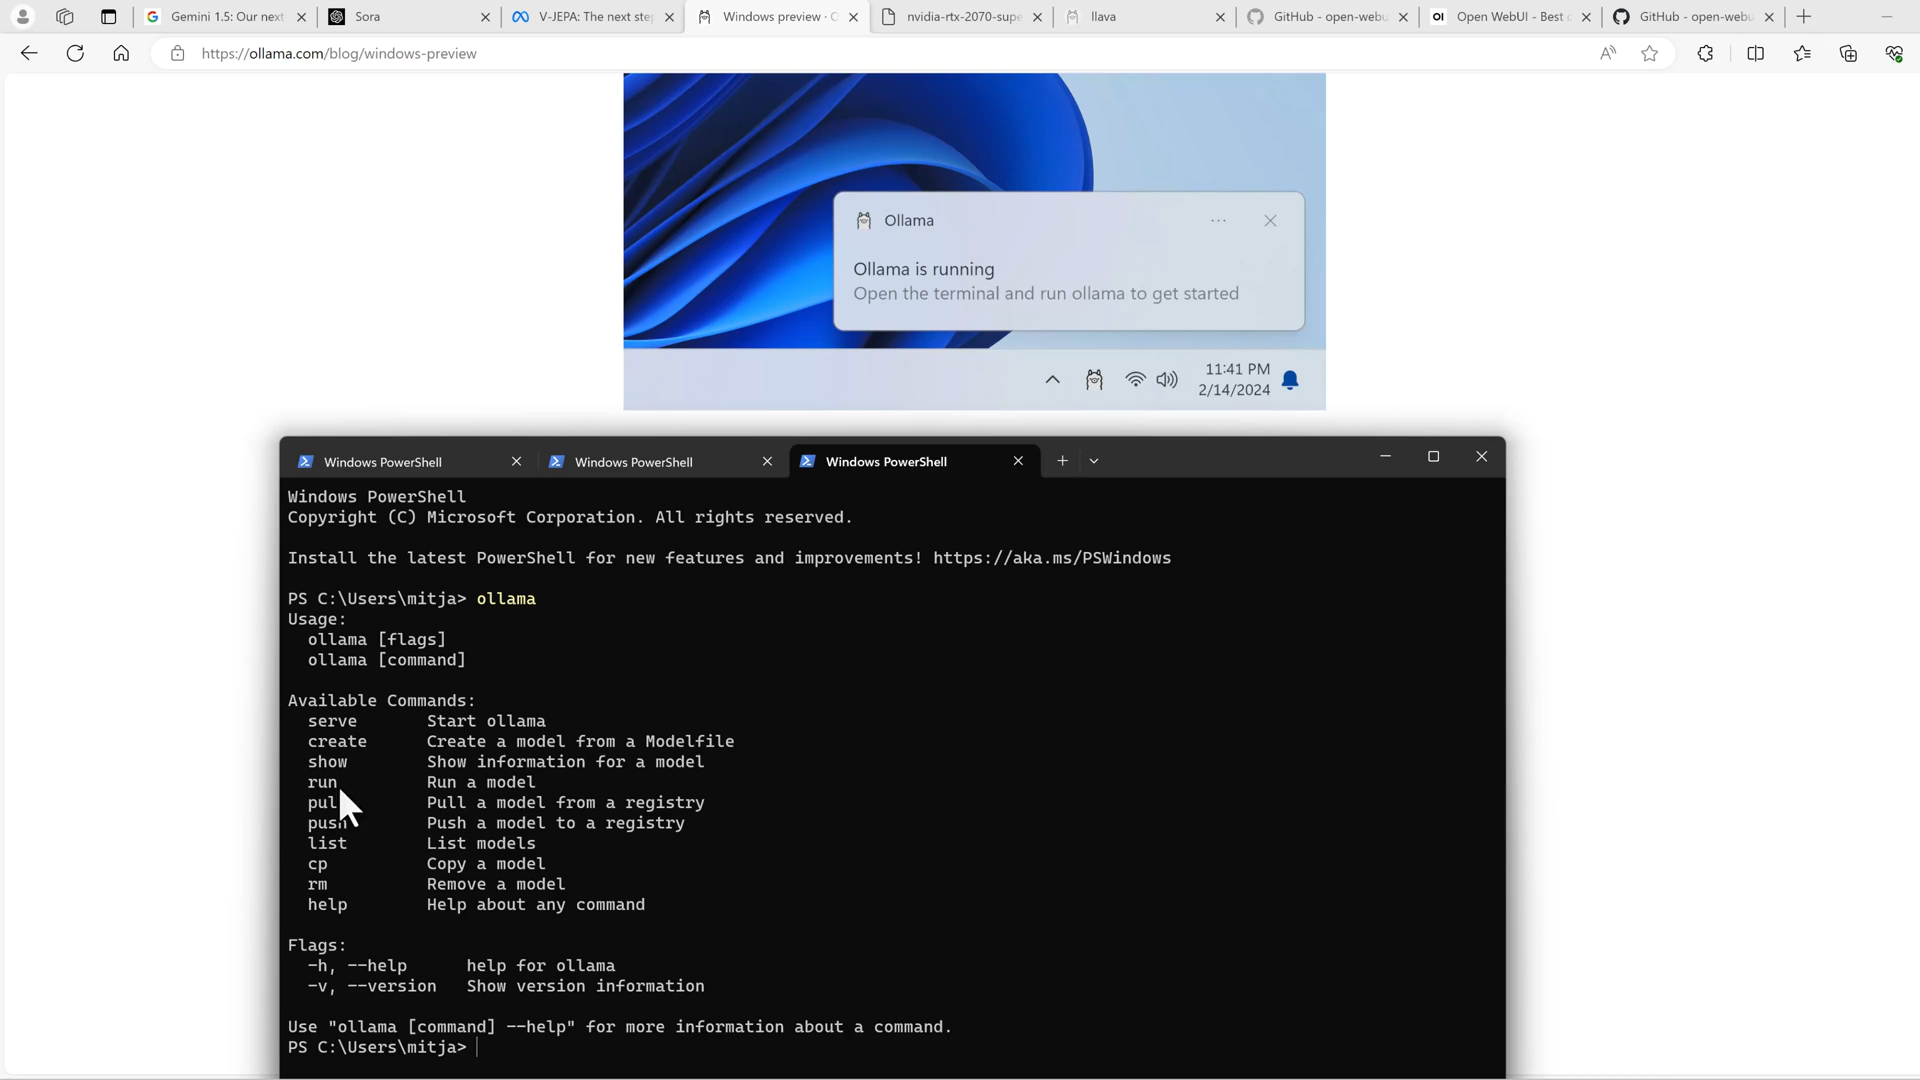 Gemini 1.5: Our next
Sora
V-JEPA: The next ste
Windows preview · O
nvidia-rtx-2070-supe
llava
GitHub - open-webu
OI
Open WebUI - Best o
GitHub - open-webu
https://ollama.com/blog/windows-preview
Ollama
Ollama is running
Open the terminal and run ollama to get started
11:41 PM
2/14/2024
Windows PowerShell
Windows PowerShell
Windows PowerShell
Windows PowerShell
Copyright (C) Microsoft Corporation. All rights reserved.
Install the latest PowerShell for new features and improvements! https://aka.ms/PSWindows
PS C:\Users\mitja> ollama
Usage:
ollama [flags]
ollama [command]
Available Commands:
serve Start ollama
create Create a model from a Modelfile
show Show information for a model
run Run a model
pull Pull a model from a registry
push Push a model to a registry
list List models
cp Copy a model
rm Remove a model
help Help about any command
Flags:
-h, --help help for ollama
-v, --version Show version information
Use "ollama [command] --help" for more information about a command.
PS C:\Users\mitja>